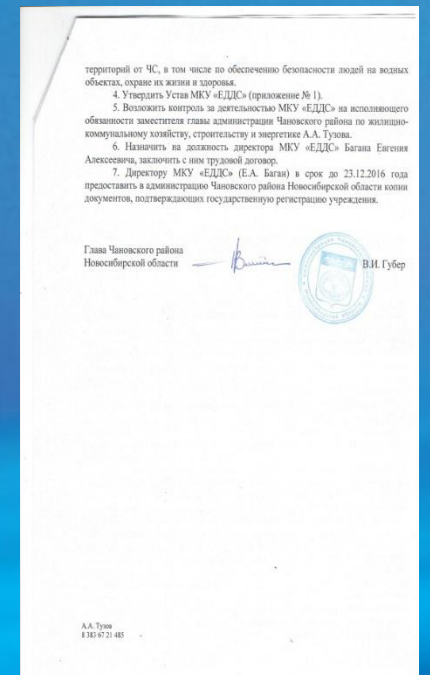 территорий от ЧС, в том числе по обеспечению безопасности людей на водных
объектах, охране их жизни и здоровья.
4. Утвердить Устав МКУ «ЕДДС» (приложение № 1).
5. Возложить контроль за деятельностью МКУ «ЕДДС» на исполняющего
обязанности заместителя главы администрации Чановского района по жилищно-
коммунальному хозяйству, строительству и энергетике А.А. Тузова.
6. Назначить на должность директора МКУ «ЕДДС» Багана Евгения
Алексеевича, заключить с ним трудовой договор.
7. Директору МКУ «ЕДДС» (Е.А. Баган) в срок до 23.12.2016 года
предоставить в администрацию Чановского района Новосибирской области копии
документов, подтверждающих государственную регистрацию учреждения.
Глава Чановского района
Новосибирской области
В.И. Губер
А.А. Тузов
8 383 67 21 485